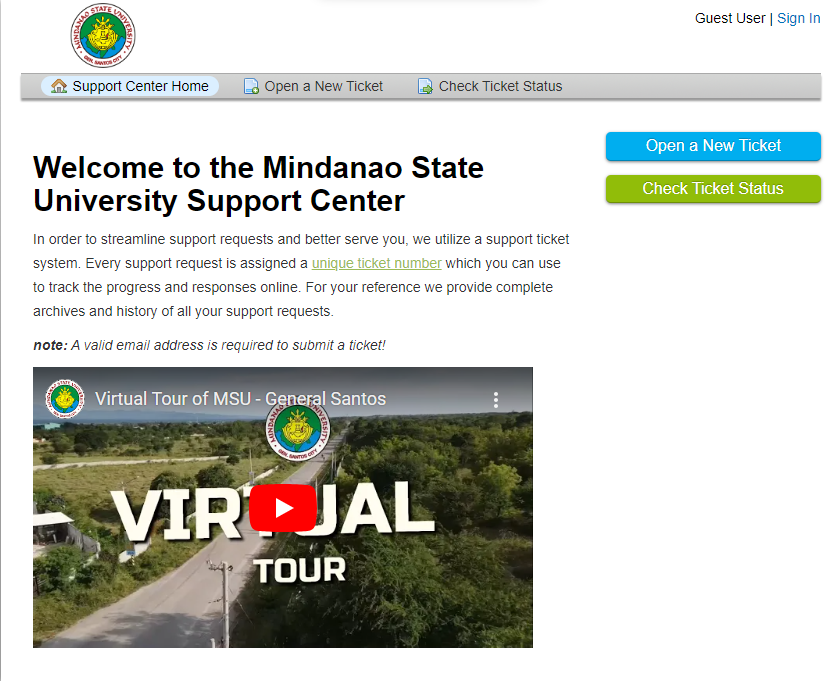 MINDANAO STATE UNIVERSITY
GEN. SANTOS CITY
Guest User | Sign In
Support Center Home
Open a New Ticket
Check Ticket Status
Open a New Ticket
Check Ticket Status
Welcome to the Mindanao State
University Support Center
In order to streamline support requests and better serve you, we utilize a support ticket
system. Every support request is assigned a unique ticket number which you can use
to track the progress and responses online. For your reference we provide complete
archives and history of all your support requests.
note: A valid email address is required to submit a ticket!
Virtual Tour of MSU - General Santos
MINDANAO STATE UNIVERSITY
GEN. SANTOS CITY
VIRTUAL
TOUR